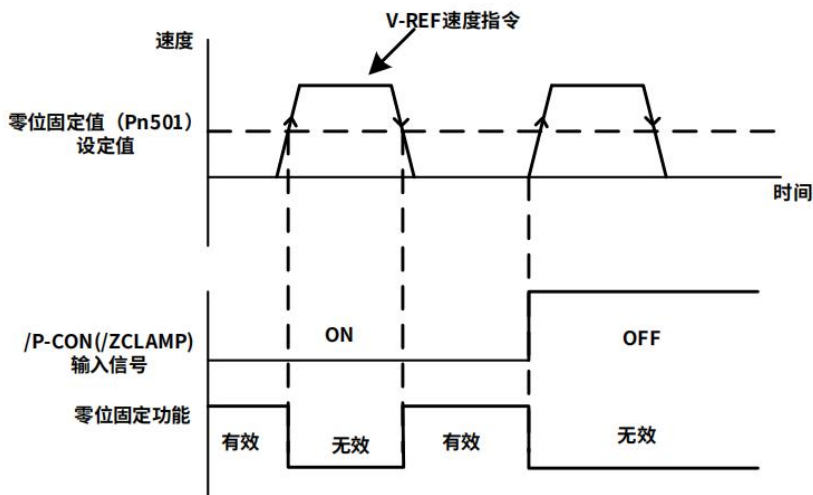 V-REF速度指令
速度
零位固定值（Pn501）
设定值
时间
/P-CON(/ZCLAMP)
输入信号
ON
OFF
零位固定功能
有效
无效
有效
无效